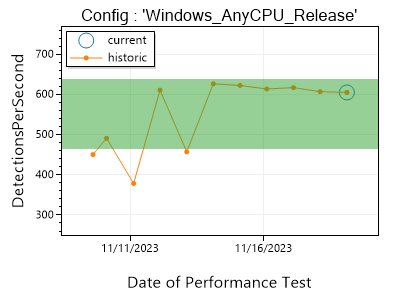 Config : 'Windows_AnyCPU_Release'
current
historic
DetectionsPerSecond
700
600
500
400
300
11/11/2023
11/16/2023
Date of Performance Test